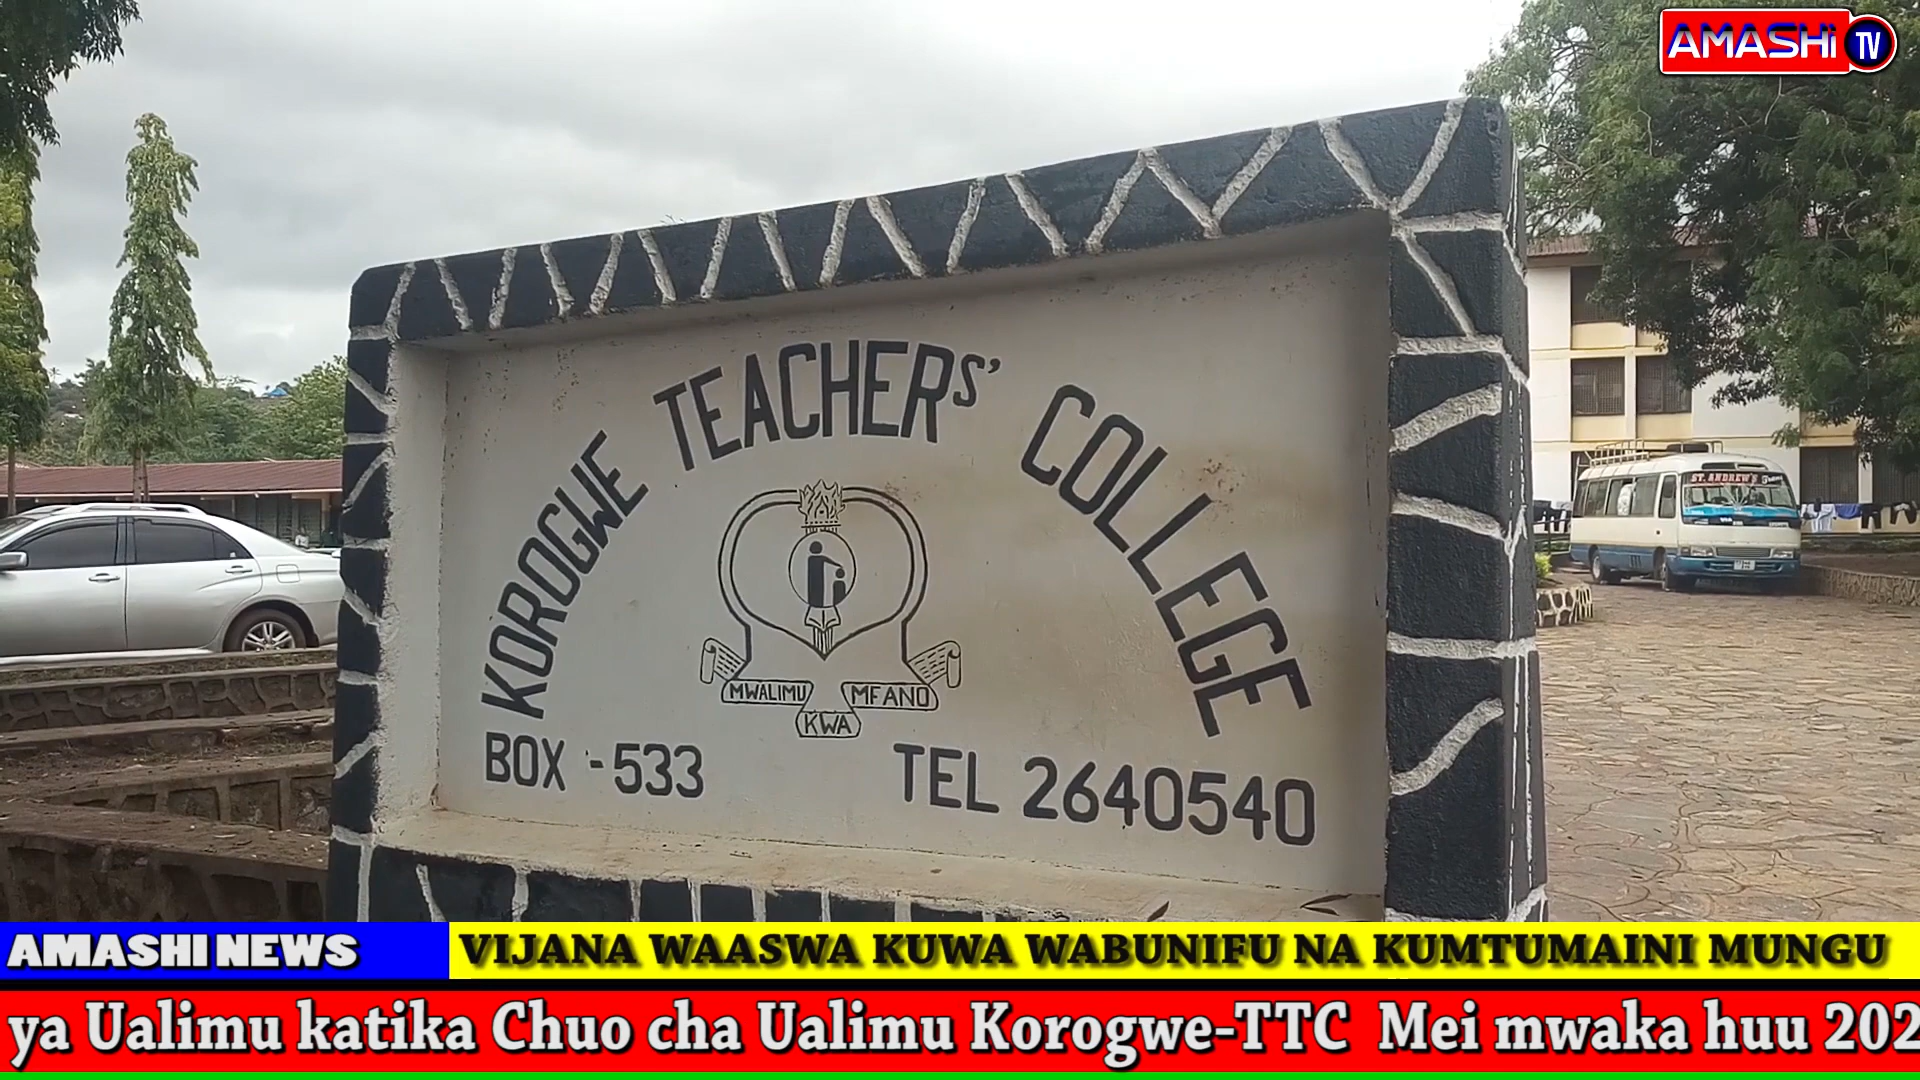 AMASHi TV
KOROGWE TEACHERS' COLLEGE
MWALIMU KWA MFANO
BOX -533
TEL 2640540
ST. ANDREW'S
AMASHI NEWS
VIJANA WAASWA KUWA WABUNIFU NA KUMTUMAINI MUNGU
ya Ualimu katika Chuo cha Ualimu Korogwe-TTC Mei mwaka huu 202